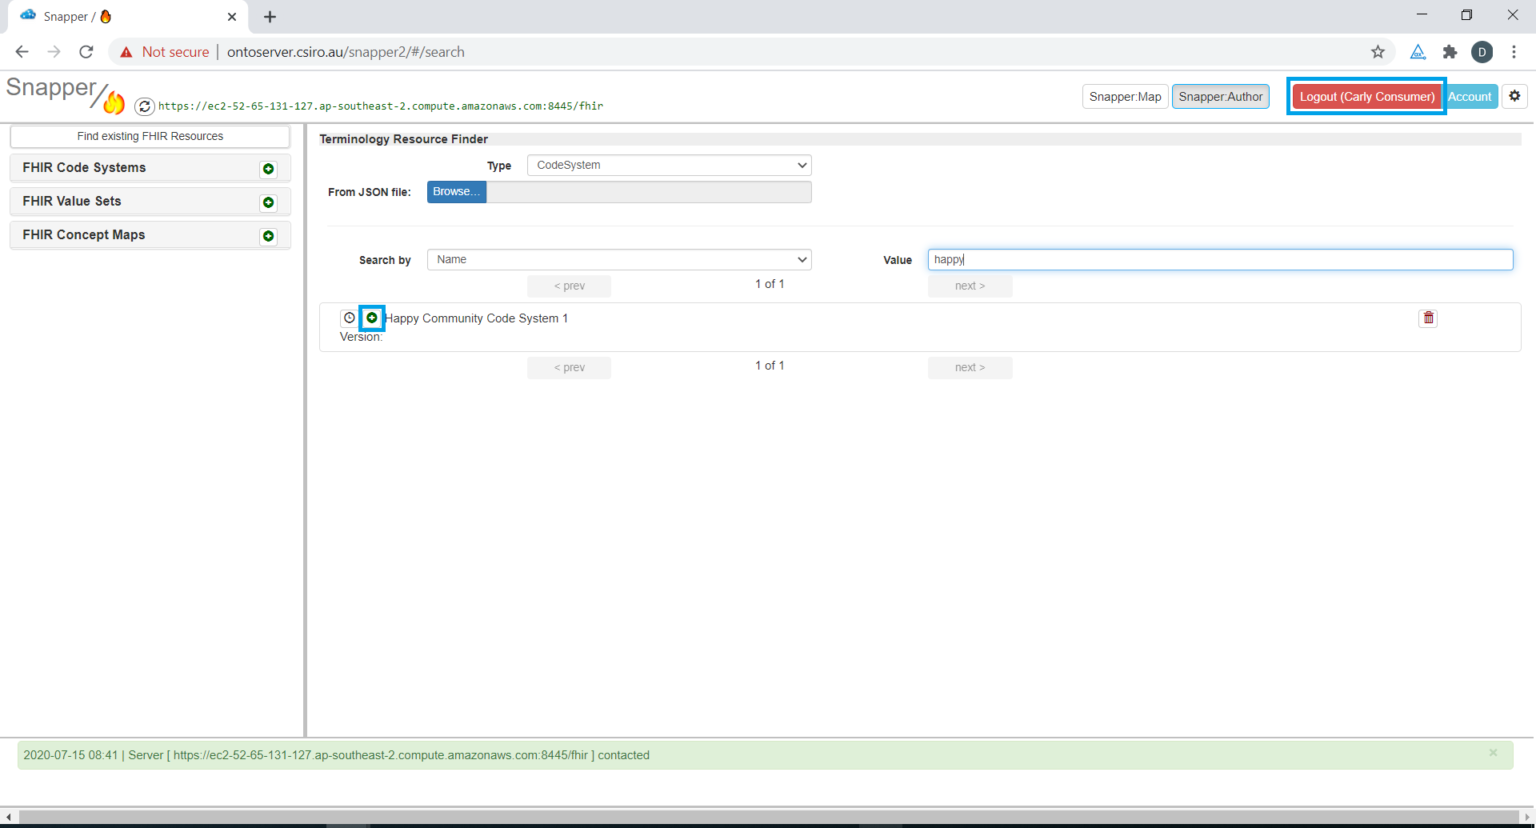 Snapper /
Not secure | ontoserver.csiro.au/snapper2/#/search
D
Snapper/
https://ec2-52-65-131-127.ap-southeast-2.compute.amazonaws.com:8445/fhir
Snapper:Map Snapper:Author Logout (Carly Consumer) Account
Find existing FHIR Resources
Terminology Resource Finder
FHIR Code Systems
Type CodeSystem
From JSON file: Browse...
FHIR Value Sets
FHIR Concept Maps
Search by Name Value happy
< prev 1 of 1 next >
Happy Community Code System 1
Version:
< prev 1 of 1 next >
2020-07-15 08:41 | Server [ https://ec2-52-65-131-127.ap-southeast-2.compute.amazonaws.com:8445/fhir ] contacted